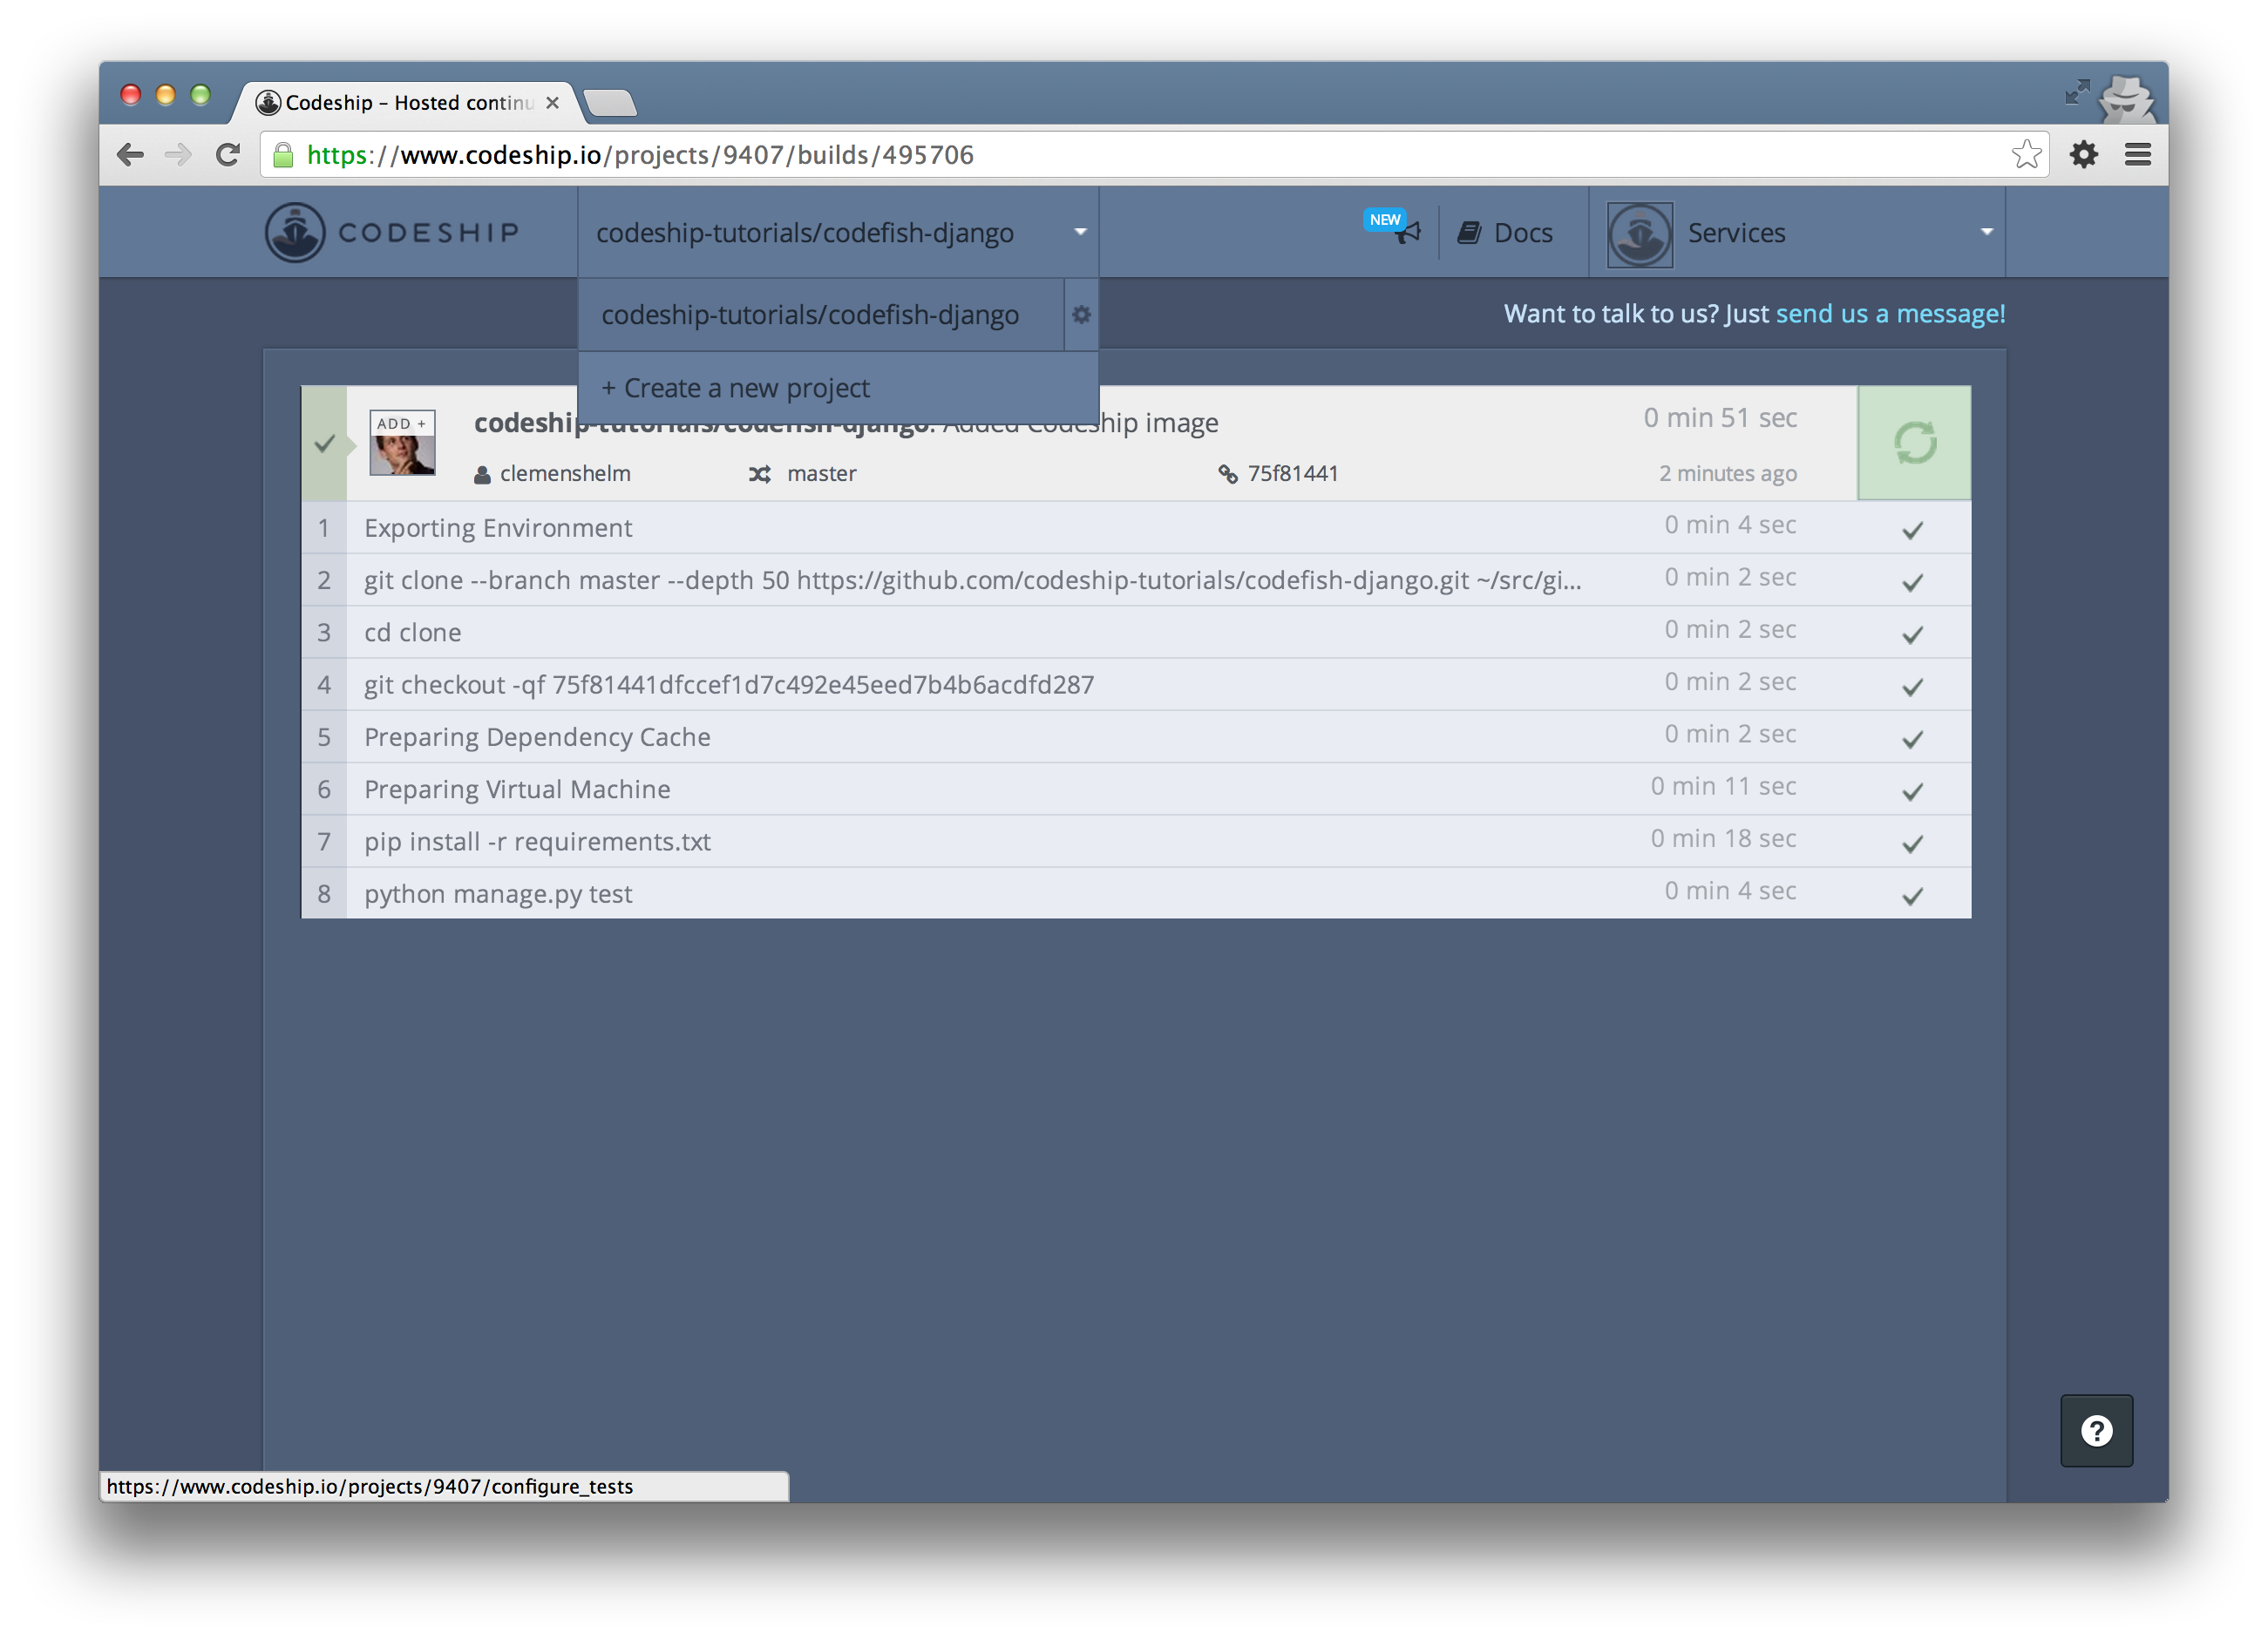 Codeship – Hosted continu
https://www.codeship.io/projects/9407/builds/495706
CODESHIP
codeship-tutorials/codefish-django
NEW
Docs
Services
codeship-tutorials/codefish-django
Want to talk to us? Just send us a message!
+ Create a new project
ADD +
codeship-tutorials/codefish-django: Added Codeship image
0 min 51 sec
clemenshelm
master
75f81441
2 minutes ago
1 Exporting Environment 0 min 4 sec
2 git clone --branch master --depth 50 https://github.com/codeship-tutorials/codefish-django.git ~/src/gi... 0 min 2 sec
3 cd clone 0 min 2 sec
4 git checkout -qf 75f81441dfccef1d7c492e45eed7b4b6acdfd287 0 min 2 sec
5 Preparing Dependency Cache 0 min 2 sec
6 Preparing Virtual Machine 0 min 11 sec
7 pip install -r requirements.txt 0 min 18 sec
8 python manage.py test 0 min 4 sec
?
https://www.codeship.io/projects/9407/configure_tests